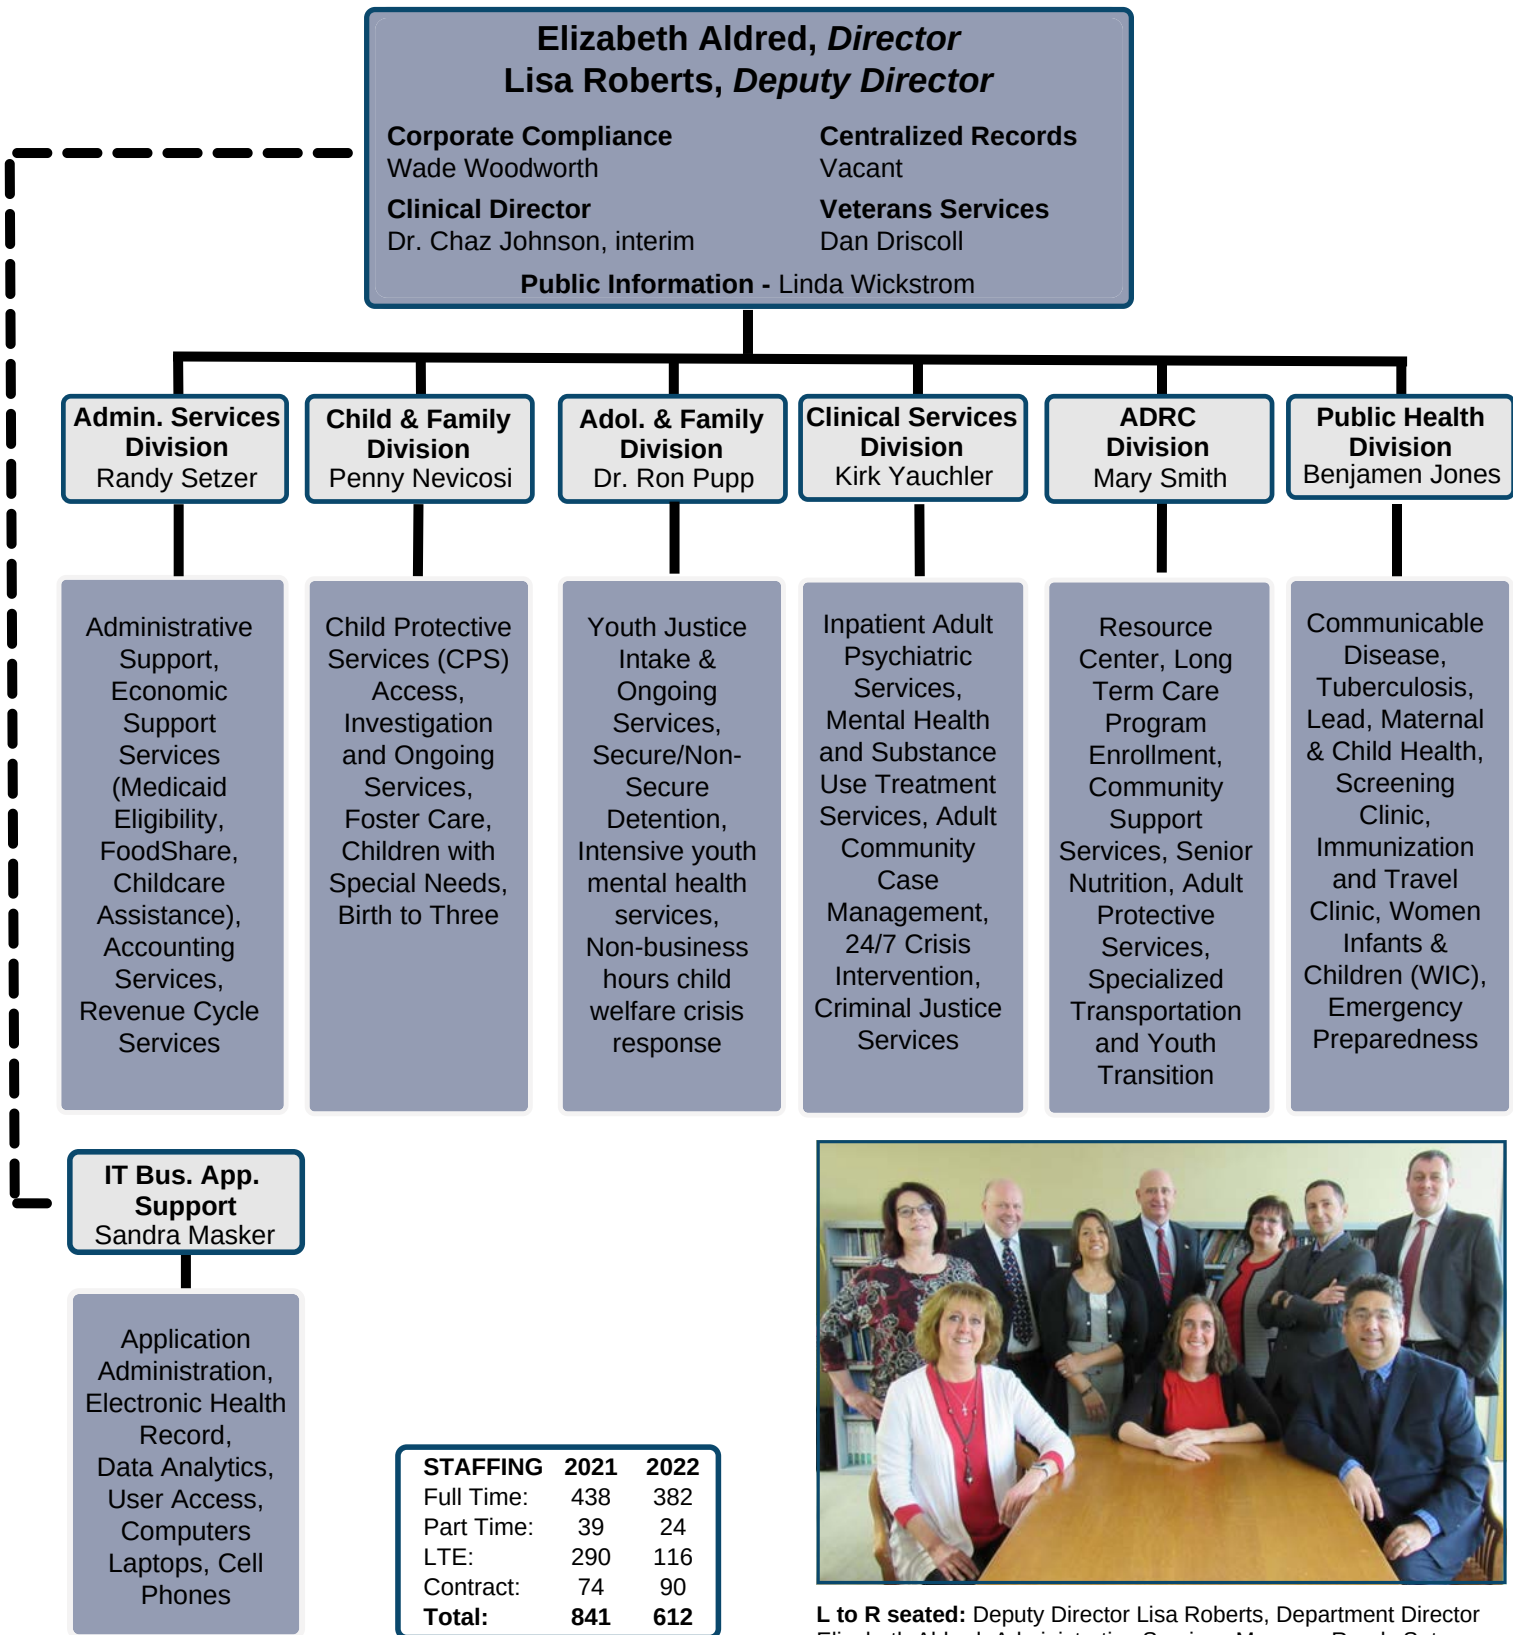 Elizabeth Aldred, Director
Lisa Roberts, Deputy Director
Corporate Compliance
Wade Woodworth
Centralized Records
Vacant
Clinical Director
Dr. Chaz Johnson, interim
Veterans Services
Dan Driscoll
Public Information - Linda Wickstrom
Admin. Services
Division
Randy Setzer
Child & Family
Division
Penny Nevicosi
Adol. & Family
Division
Dr. Ron Pupp
Clinical Services
Division
Kirk Yauchler
ADRC
Division
Mary Smith
Public Health
Division
Benjamen Jones
Administrative
Support,
Economic
Support
Services
(Medicaid
Eligibility,
FoodShare,
Childcare
Assistance),
Accounting
Services,
Revenue Cycle
Services
Child Protective
Services (CPS)
Access,
Investigation
and Ongoing
Services,
Foster Care,
Children with
Special Needs,
Birth to Three
Youth Justice
Intake &
Ongoing
Services,
Secure/Non-
Secure
Detention,
Intensive youth
mental health
services,
Non-business
hours child
welfare crisis
response
Inpatient Adult
Psychiatric
Services,
Mental Health
and Substance
Use Treatment
Services, Adult
Community
Case
Management,
24/7 Crisis
Intervention,
Criminal Justice
Services
Resource
Center, Long
Term Care
Program
Enrollment,
Community
Support
Services, Senior
Nutrition, Adult
Protective
Services,
Specialized
Transportation
and Youth
Transition
Communicable
Disease,
Tuberculosis,
Lead, Maternal
& Child Health,
Screening
Clinic,
Immunization
and Travel
Clinic, Women
Infants &
Children (WIC),
Emergency
Preparedness
IT Bus. App.
Support
Sandra Masker
Application
Administration,
Electronic Health
Record,
Data Analytics,
User Access,
Computers
Laptops, Cell
Phones
STAFFING 2021 2022
Full Time: 438 382
Part Time: 39 24
LTE: 290 116
Contract: 74 90
Total: 841 612
L to R seated: Deputy Director Lisa Roberts, Department Director